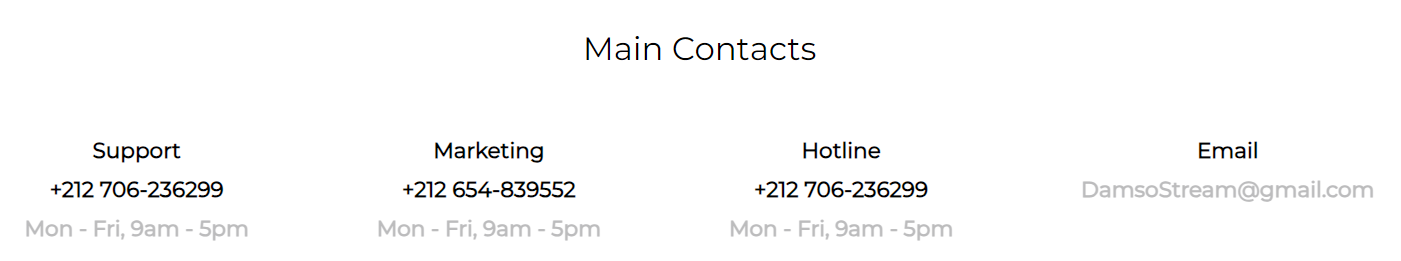 Main Contacts
Support
+212 706-236299
Mon - Fri, 9am - 5pm
Marketing
+212 654-839552
Mon - Fri, 9am - 5pm
Hotline
+212 706-236299
Mon - Fri, 9am - 5pm
Email
DamsoStream@gmail.com